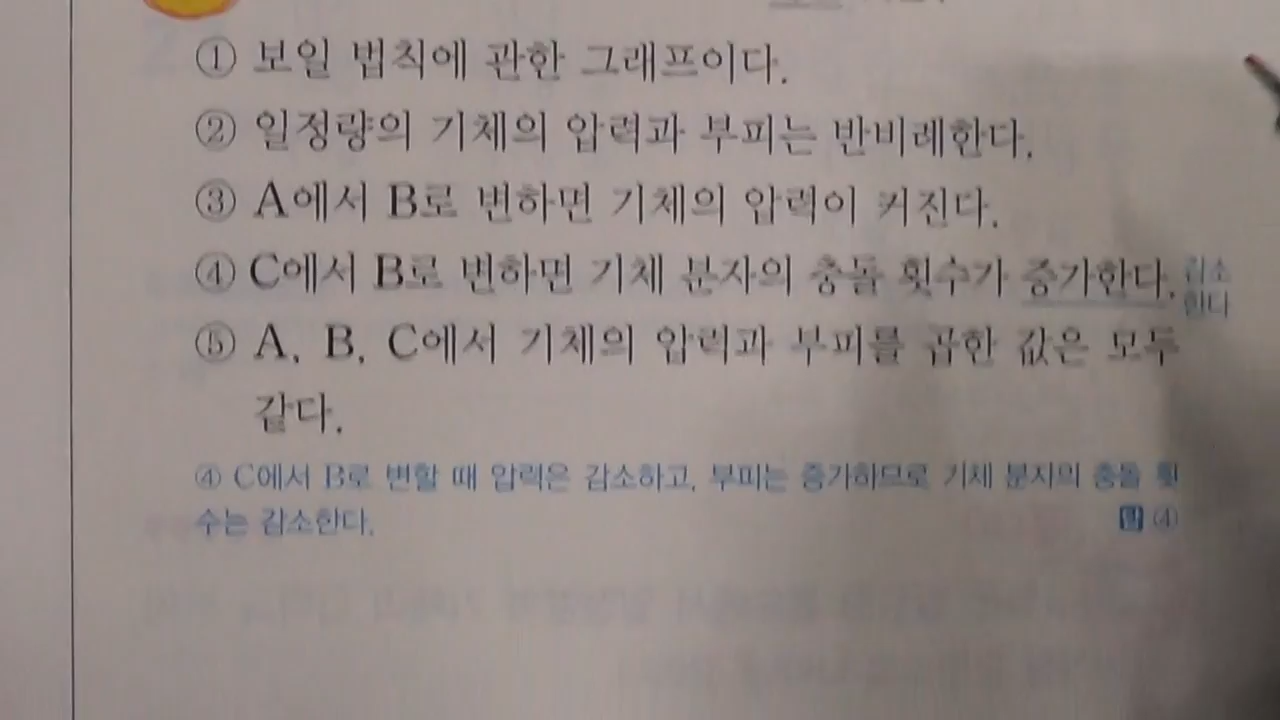 ① 보일 법칙에 관한 그래프이다.
② 일정량의 기체의 압력과 부피는 반비례한다.
③ A에서 B로 변하면 기체의 압력이 커진다.
④ C에서 B로 변하면 기체 분자의 충돌 횟수가 증가한다. 감소
한다
⑤ A, B, C에서 기체의 압력과 부피를 곱한 값은 모두
같다.
④ C에서 B로 변할 때 압력은 감소하고, 부피는 증가하므로 기체 분자의 충돌 횟
수는 감소한다. 답 ④